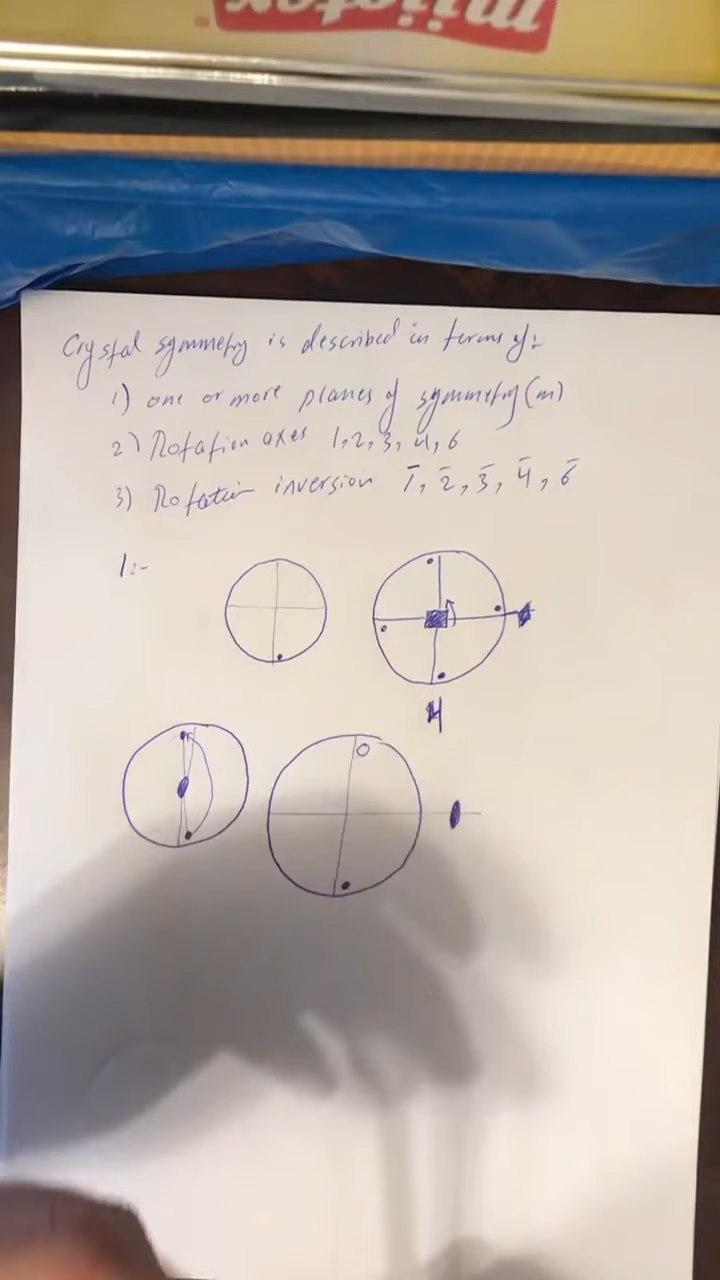 Crystal symmetry is described in terms of:-
1) one or more planes of symmetry (m)
2) Rotation axes 1,2,3,4,6
3) Rotation inversion 1̄, 2̄, 3̄, 4̄, 6̄
1:-
4